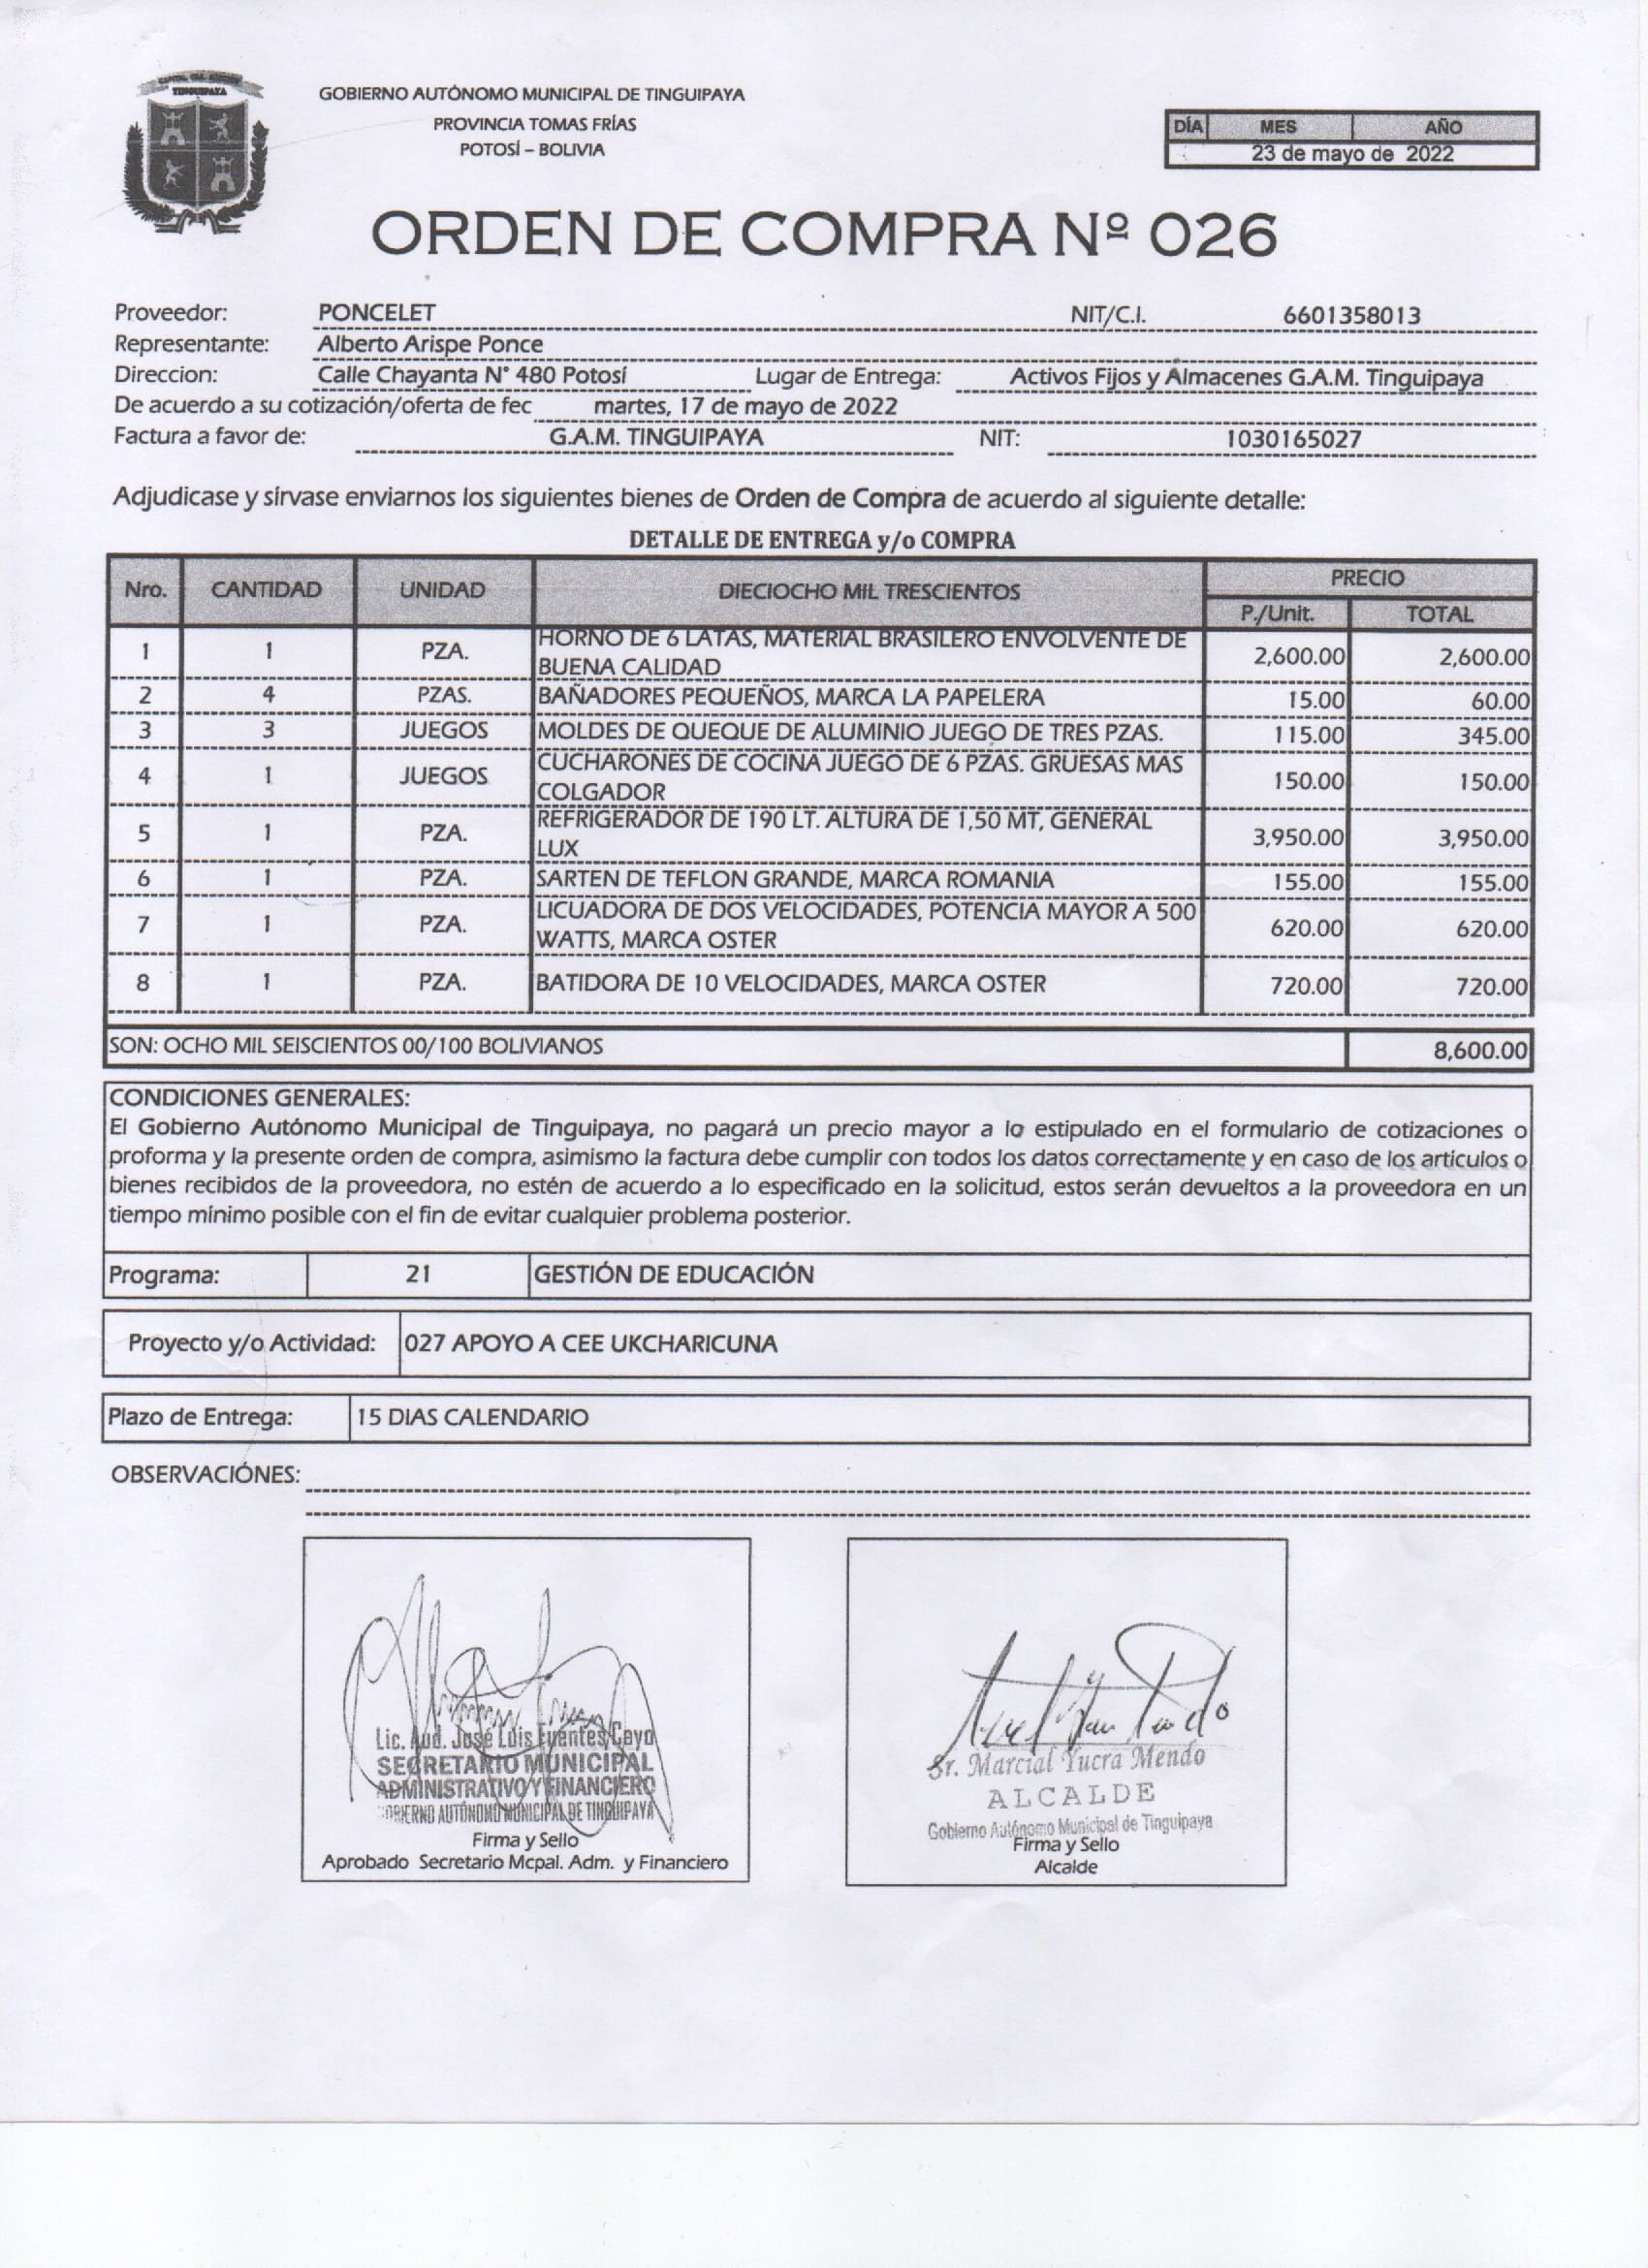 TINGUIPAYA
GOBIERNO AUTÓNOMO MUNICIPAL DE TINGUIPAYA
PROVINCIA TOMAS FRÍAS
POTOSÍ – BOLIVIA
DÍA MES AÑO
23 de mayo de 2022
ORDEN DE COMPRA Nº 026
Proveedor: PONCELET NIT/C.I. 6601358013
Representante: Alberto Arispe Ponce
Direccion: Calle Chayanta N° 480 Potosí Lugar de Entrega: Activos Fijos y Almacenes G.A.M. Tinguipaya
De acuerdo a su cotización/oferta de fec martes, 17 de mayo de 2022
Factura a favor de: G.A.M. TINGUIPAYA NIT: 1030165027
Adjudicase y sírvase enviarnos los siguientes bienes de Orden de Compra de acuerdo al siguiente detalle:
DETALLE DE ENTREGA y/o COMPRA
Nro. CANTIDAD UNIDAD DIECIOCHO MIL TRESCIENTOS PRECIO
P./Unit. TOTAL
1 1 PZA. HORNO DE 6 LATAS, MATERIAL BRASILERO ENVOLVENTE DE
BUENA CALIDAD 2,600.00 2,600.00
2 4 PZAS. BAÑADORES PEQUEÑOS, MARCA LA PAPELERA 15.00 60.00
3 3 JUEGOS MOLDES DE QUEQUE DE ALUMINIO JUEGO DE TRES PZAS. 115.00 345.00
4 1 JUEGOS CUCHARONES DE COCINA JUEGO DE 6 PZAS. GRUESAS MAS
COLGADOR 150.00 150.00
5 1 PZA. REFRIGERADOR DE 190 LT. ALTURA DE 1,50 MT, GENERAL
LUX 3,950.00 3,950.00
6 1 PZA. SARTEN DE TEFLON GRANDE, MARCA ROMANIA 155.00 155.00
7 1 PZA. LICUADORA DE DOS VELOCIDADES, POTENCIA MAYOR A 500
WATTS, MARCA OSTER 620.00 620.00
8 1 PZA. BATIDORA DE 10 VELOCIDADES, MARCA OSTER 720.00 720.00
SON: OCHO MIL SEISCIENTOS 00/100 BOLIVIANOS 8,600.00
CONDICIONES GENERALES:
El Gobierno Autónomo Municipal de Tinguipaya, no pagará un precio mayor a lo estipulado en el formulario de cotizaciones o
proforma y la presente orden de compra, asimismo la factura debe cumplir con todos los datos correctamente y en caso de los articulos o
bienes recibidos de la proveedora, no estén de acuerdo a lo especificado en la solicitud, estos serán devueltos a la proveedora en un
tiempo mínimo posible con el fin de evitar cualquier problema posterior.
Programa: 21 GESTIÓN DE EDUCACIÓN
Proyecto y/o Actividad: 027 APOYO A CEE UKCHARICUNA
Plazo de Entrega: 15 DIAS CALENDARIO
OBSERVACIÓNES:
Lic. Aud. José Luis Fuentes Cayo
SECRETARIO MUNICIPAL
ADMINISTRATIVO Y FINANCIERO
GOBIERNO AUTÓNOMO MUNICIPAL DE TINGUIPAYA
Firma y Sello
Aprobado Secretario Mcpal. Adm. y Financiero
Sr. Marcial Yucra Mendo
ALCALDE
Gobierno Autónomo Municipal de Tinguipaya
Firma y Sello
Alcalde